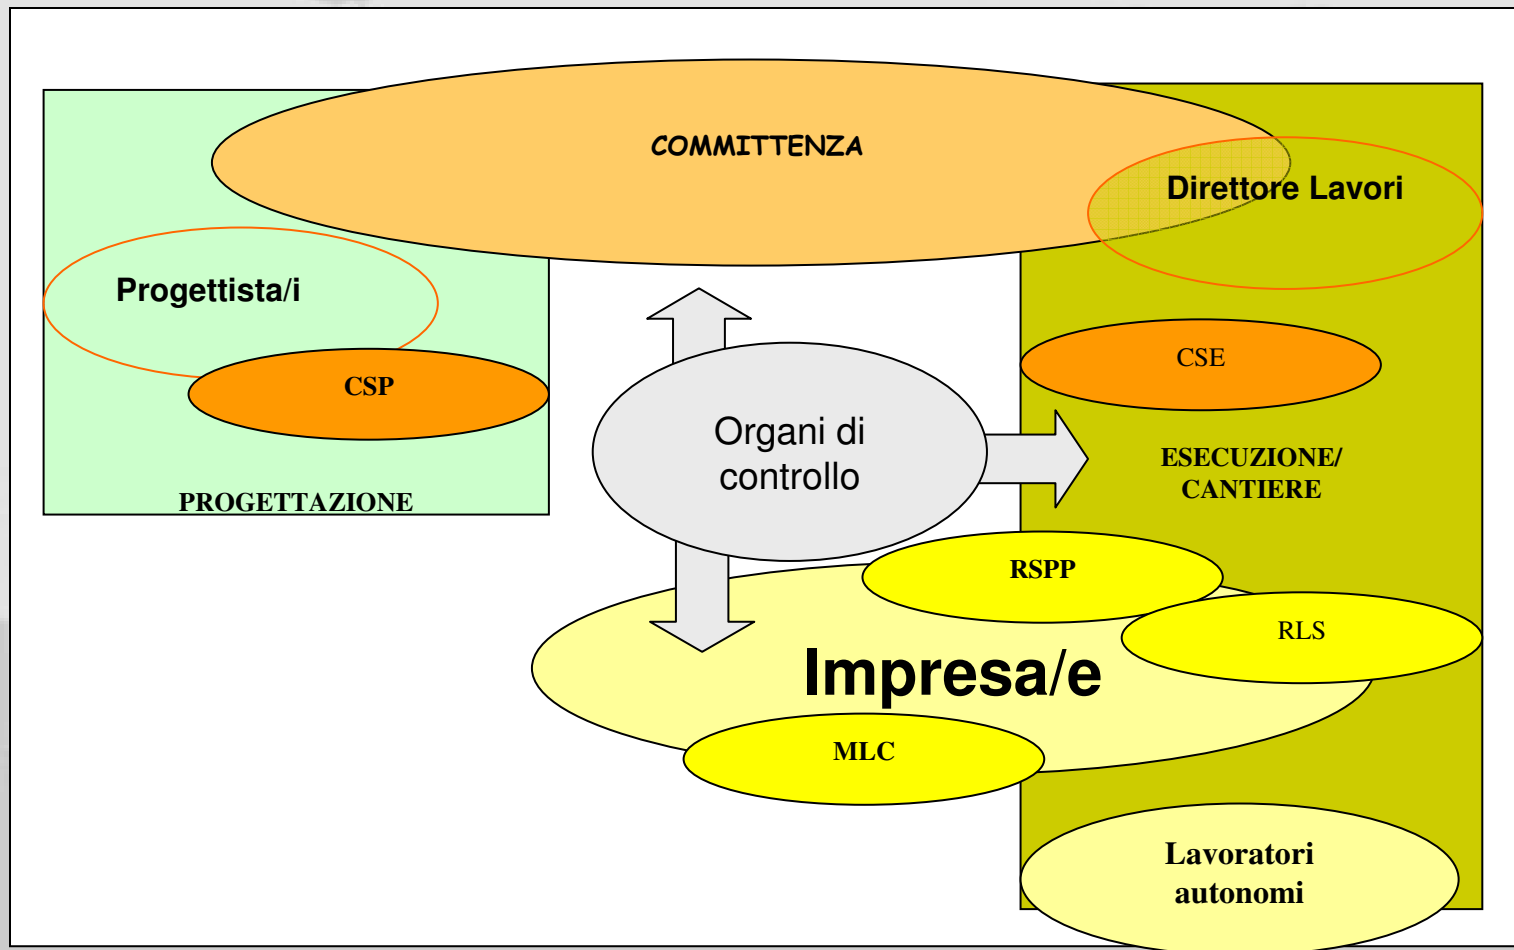 COMMITTENZA
Direttore Lavori
Progettista/i
CSP
CSE
Organi di
controllo
ESECUZIONE/
CANTIERE
PROGETTAZIONE
RSPP
RLS
Impresa/e
MLC
Lavoratori
autonomi